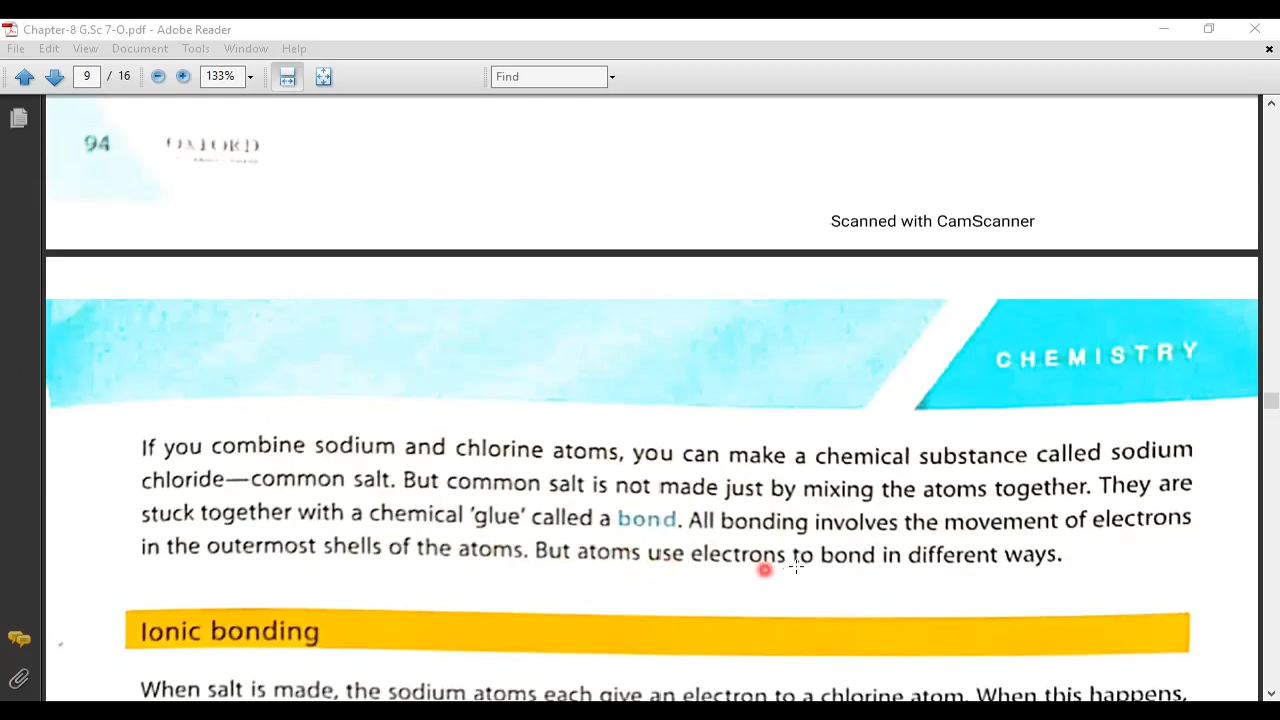 Chapter-8 G.Sc 7-O.pdf - Adobe Reader
File Edit View Document Tools Window Help
9 / 16 133% Find
94 OXFORD
Scanned with CamScanner
CHEMISTRY
If you combine sodium and chlorine atoms, you can make a chemical substance called sodium
chloride—common salt. But common salt is not made just by mixing the atoms together. They are
stuck together with a chemical 'glue' called a bond. All bonding involves the movement of electrons
in the outermost shells of the atoms. But atoms use electrons to bond in different ways.
Ionic bonding
When salt is made, the sodium atoms each give an electron to a chlorine atom. When this happens,